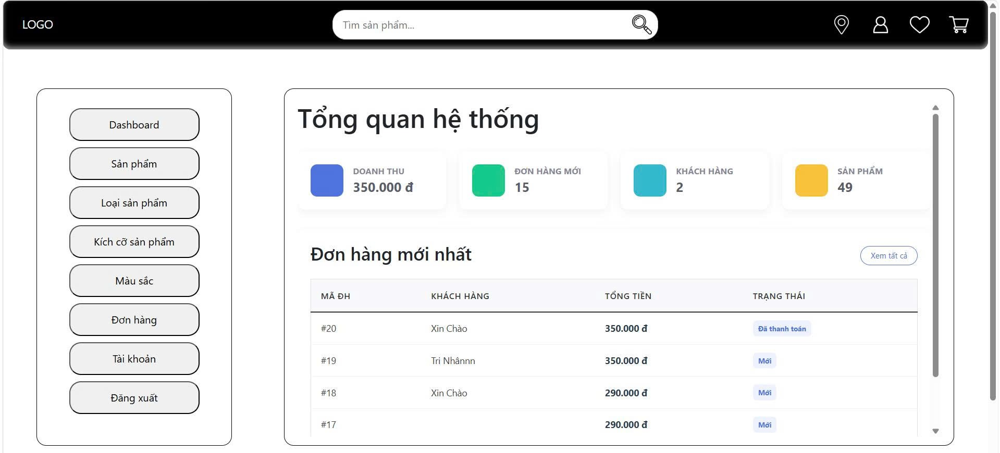 LOGO
Tìm sản phẩm...
Dashboard
Sản phẩm
Loại sản phẩm
Kích cỡ sản phẩm
Màu sắc
Đơn hàng
Tài khoản
Đăng xuất
Tổng quan hệ thống
DOANH THU
350.000 đ
ĐƠN HÀNG MỚI
15
KHÁCH HÀNG
2
SẢN PHẨM
49
Đơn hàng mới nhất
Xem tất cả
MÃ ĐH KHÁCH HÀNG TỔNG TIỀN TRẠNG THÁI
#20 Xin Chào 350.000 đ Đã thanh toán
#19 Tri Nhânnn 350.000 đ Mới
#18 Xin Chào 290.000 đ Mới
#17 290.000 đ Mới